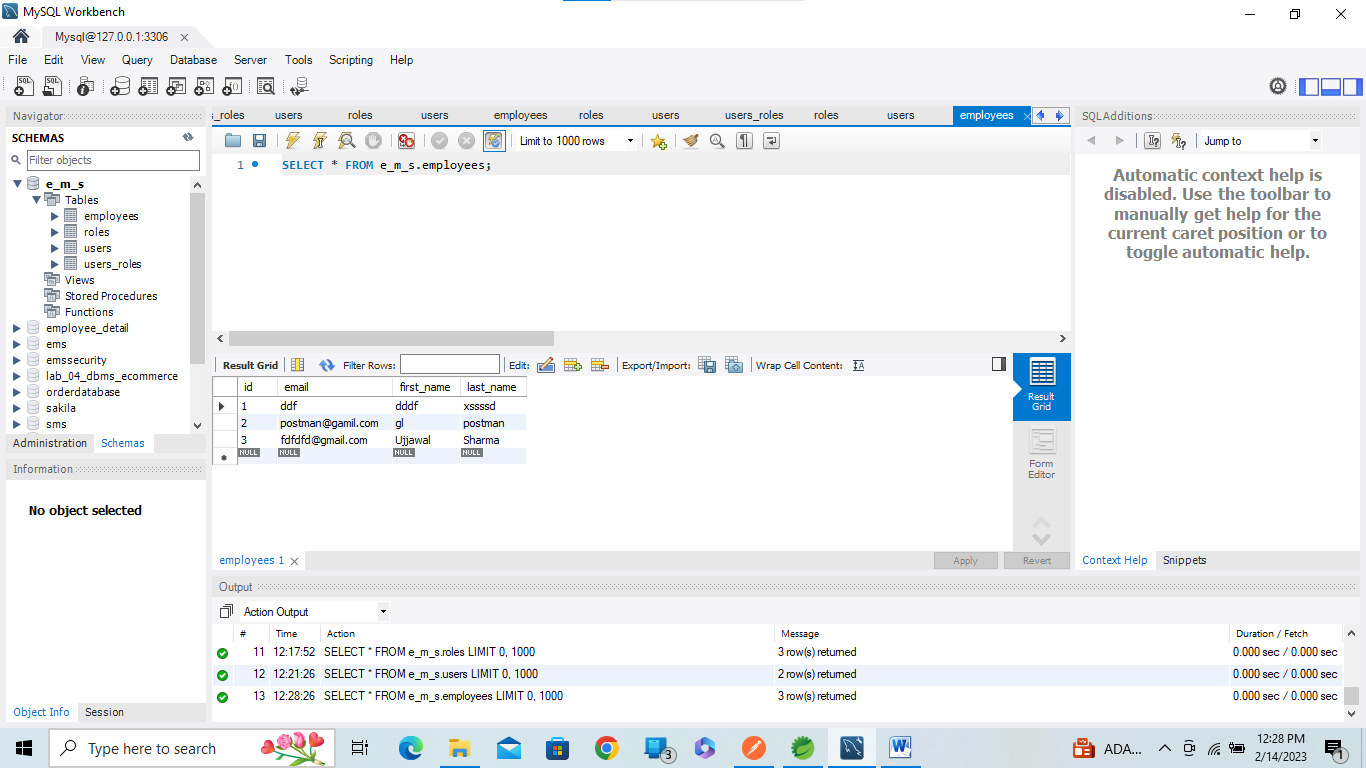 MySQL Workbench
Mysql@127.0.0.1:3306
File Edit View Query Database Server Tools Scripting Help
Navigator
SCHEMAS
Filter objects
e_m_s
Tables
employees
roles
users
users_roles
Views
Stored Procedures
Functions
employee_detail
ems
emssecurity
lab_04_dbms_ecommerce
orderdatabase
sakila
sms
Administration Schemas
Information
No object selected
Object Info Session
s_roles users roles users employees roles users users_roles roles users employees
Limit to 1000 rows
1 SELECT * FROM e_m_s.employees;
Result Grid Filter Rows: Edit: Export/Import: Wrap Cell Content:
id email first_name last_name
1 ddf dddf xssssd
2 postman@gamil.com gl postman
3 fdfdfd@gmail.com Ujjawal Sharma
NULL NULL NULL NULL
Result
Grid
Form
Editor
employees 1
Apply Revert
SQLAdditions
Jump to
Automatic context help is
disabled. Use the toolbar to
manually get help for the
current caret position or to
toggle automatic help.
Context Help Snippets
Output
Action Output
# Time Action Message Duration / Fetch
11 12:17:52 SELECT * FROM e_m_s.roles LIMIT 0, 1000 3 row(s) returned 0.000 sec / 0.000 sec
12 12:21:26 SELECT * FROM e_m_s.users LIMIT 0, 1000 2 row(s) returned 0.000 sec / 0.000 sec
13 12:28:26 SELECT * FROM e_m_s.employees LIMIT 0, 1000 3 row(s) returned 0.000 sec / 0.000 sec
Type here to search
3
ADA...
12:28 PM
2/14/2023
1